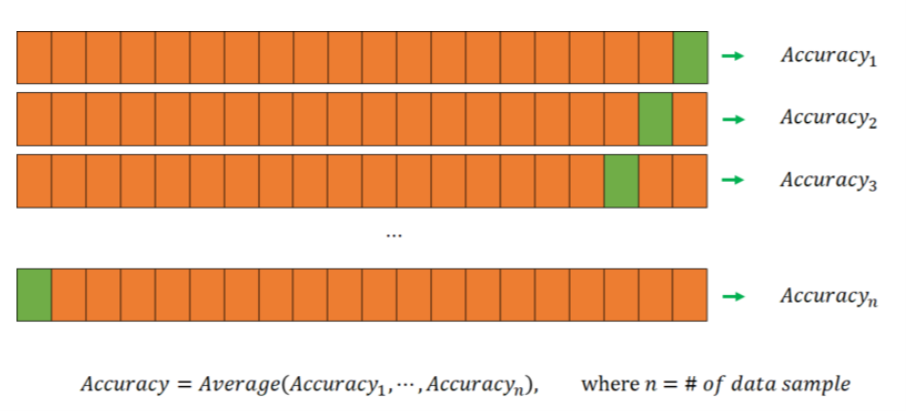 Accuracy₁
Accuracy₂
Accuracy₃
...
Accuracyₙ
Accuracy = Average(Accuracy₁,⋯,Accuracyₙ), where n = # of data sample